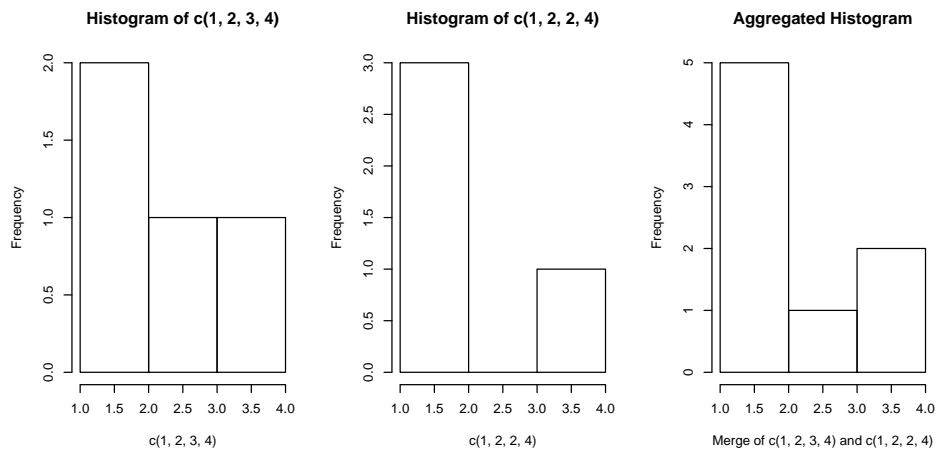 Histogram of c(1, 2, 3, 4)
Frequency
2.0
1.5
1.0
0.5
0.0
1.0 1.5 2.0 2.5 3.0 3.5 4.0
c(1, 2, 3, 4)
Histogram of c(1, 2, 2, 4)
Frequency
3.0
2.5
2.0
1.5
1.0
0.5
0.0
1.0 1.5 2.0 2.5 3.0 3.5 4.0
c(1, 2, 2, 4)
Aggregated Histogram
Frequency
5
4
3
2
1
0
1.0 1.5 2.0 2.5 3.0 3.5 4.0
Merge of c(1, 2, 3, 4) and c(1, 2, 2, 4)